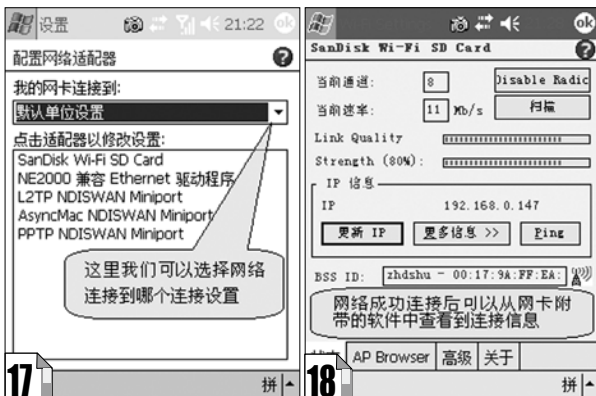 设置
21:22
ok
配置网络适配器
我的网卡连接到:
默认单位设置
点击适配器以修改设置:
SanDisk Wi-Fi SD Card
NE2000 兼容 Ethernet 驱动程序
L2TP NDISWAN Miniport
AsyncMac NDISWAN Miniport
PPTP NDISWAN Miniport
这里我们可以选择网络
连接到哪个连接设置
17
拼
ok
SanDisk Wi-Fi SD Card
当前通道: 8 Disable Radio
当前速率: 11 Mb/s 扫描
Link Quality
Strength (80%):
IP 信息
IP 192.168.0.147
更新 IP 更多信息 >> Ping
BSS ID: zhdshu - 00:17:9A:FF:EA:
网络成功连接后可以从网卡附
带的软件中查看到连接信息
AP Browser 高级 关于
18
拼